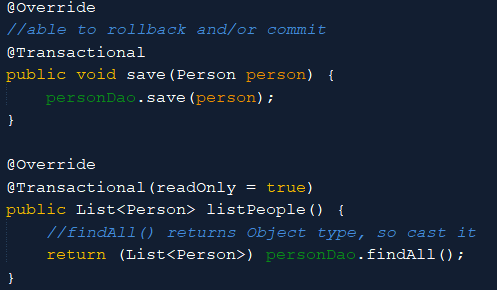 @Override
//able to rollback and/or commit
@Transactional
public void save(Person person) {
    personDao.save(person);
}

@Override
@Transactional(readOnly = true)
public List<Person> listPeople() {
    //findAll() returns Object type, so cast it
    return (List<Person>) personDao.findAll();
}